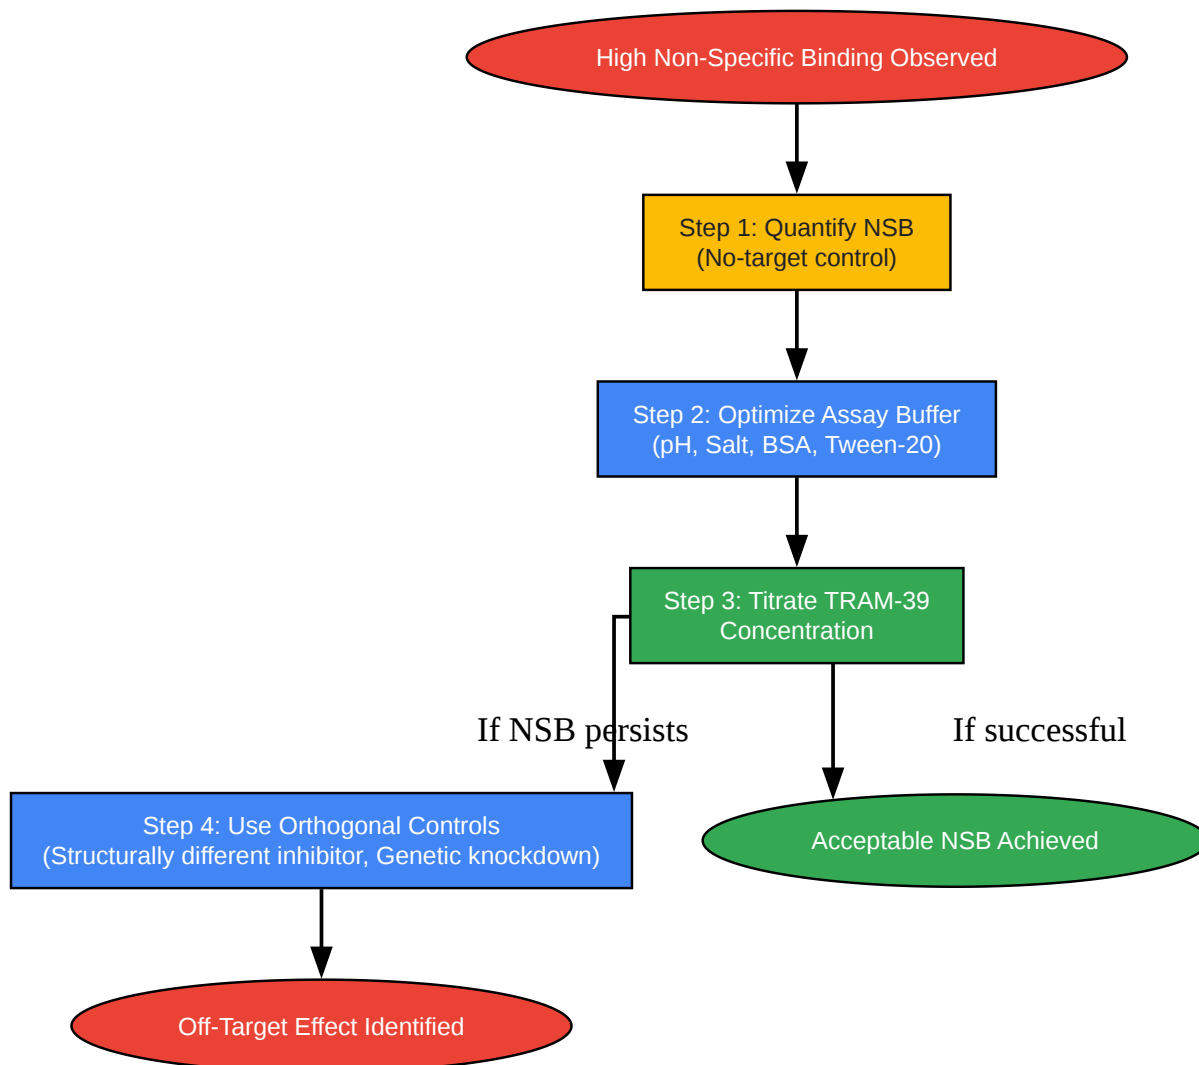 High Non-Specific Binding Observed
Step 1: Quantify NSB
(No-target control)
Step 2: Optimize Assay Buffer
(pH, Salt, BSA, Tween-20)
Step 3: Titrate TRAM-39
Concentration
If NSB persists
If successful
Step 4: Use Orthogonal Controls
(Structurally different inhibitor, Genetic knockdown)
Acceptable NSB Achieved
Off-Target Effect Identified